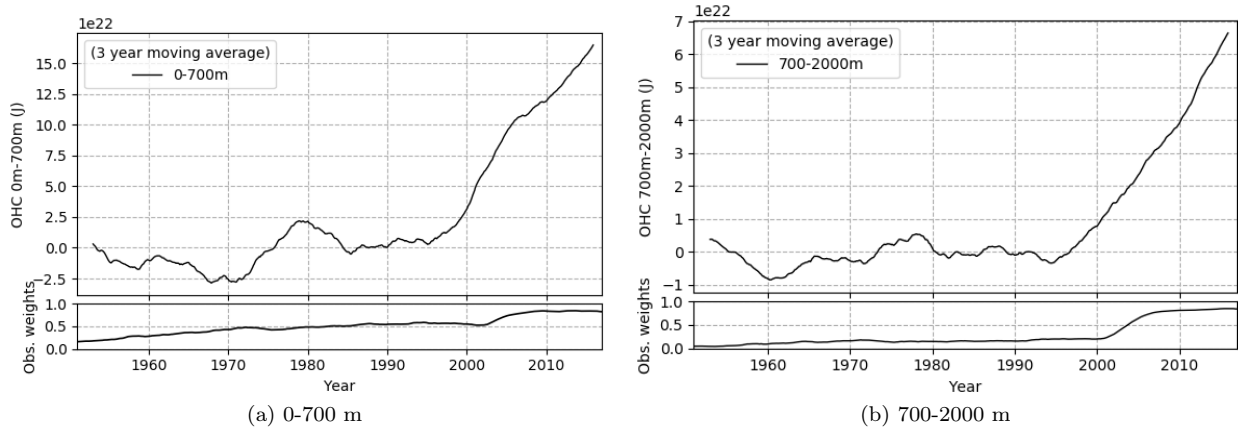 1e22
(3 year moving average)
0-700m
15.0
12.5
10.0
7.5
5.0
2.5
0.0
−2.5
OHC 0m-700m (J)
1.0
0.5
0.0
Obs. weights
1960 1970 1980 1990 2000 2010
Year
(a) 0-700 m
1e22
(3 year moving average)
700-2000m
7
6
5
4
3
2
1
0
−1
OHC 700m-2000m (J)
1.0
0.5
0.0
Obs. weights
1960 1970 1980 1990 2000 2010
Year
(b) 700-2000 m